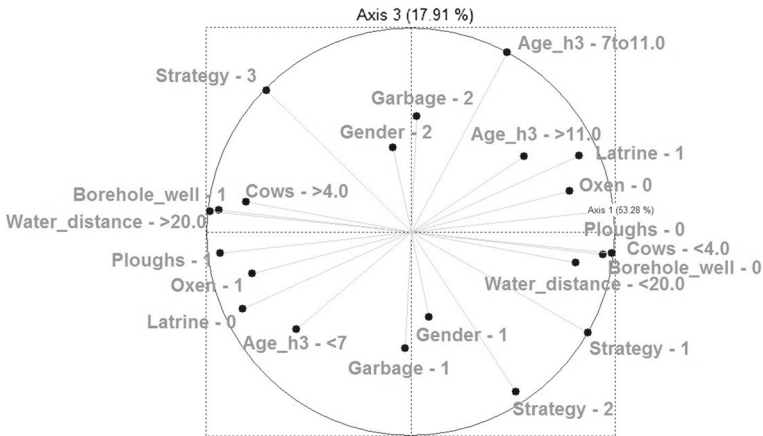 Axis 3 (17.91 %)
Age_h3 - 7to11.0
Strategy - 3
Garbage - 2
Gender - 2
Age_h3 - >11.0
Latrine - 1
Oxen - 0
Borehole_well - 1
Cows - >4.0
Axis 1 (53.28 %)
Water_distance - >20.0
Ploughs - 0
Cows - <4.0
Ploughs - 1
Borehole_well - 0
Oxen - 1
Water_distance - <20.0
Latrine - 0
Gender - 1
Age_h3 - <7
Strategy - 1
Garbage - 1
Strategy - 2